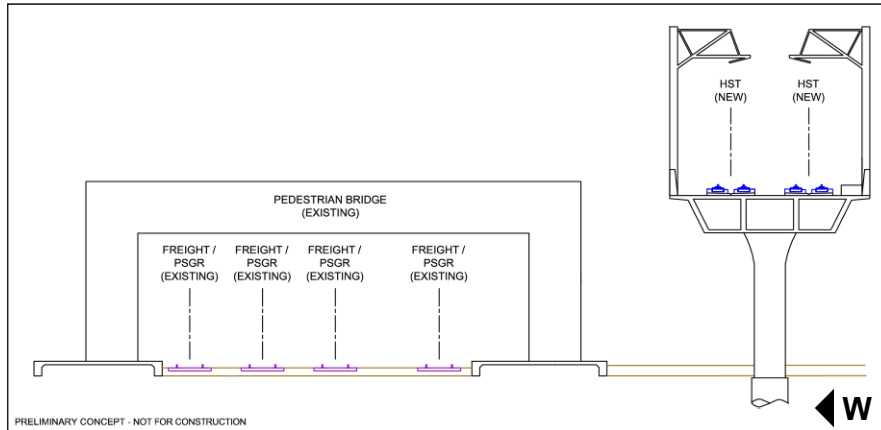 HST
(NEW)
HST
(NEW)
PEDESTRIAN BRIDGE
(EXISTING)
FREIGHT /
PSGR
(EXISTING)
FREIGHT /
PSGR
(EXISTING)
FREIGHT /
PSGR
(EXISTING)
FREIGHT /
PSGR
(EXISTING)
PRELIMINARY CONCEPT - NOT FOR CONSTRUCTION
W